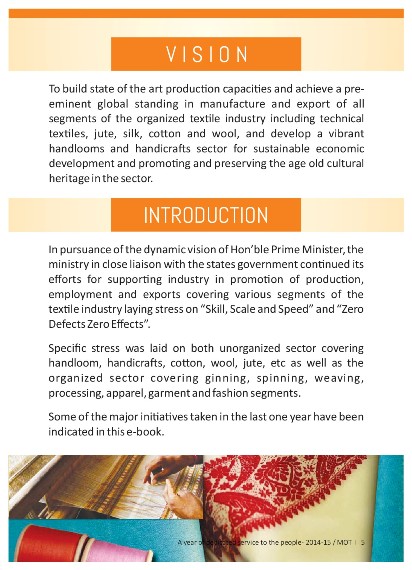 VISION
To build state of the art production capacities and achieve a pre-
eminent global standing in manufacture and export of all
segments of the organized textile industry including technical
textiles, jute, silk, cotton and wool, and develop a vibrant
handlooms and handicrafts sector for sustainable economic
development and promoting and preserving the age old cultural
heritage in the sector.
INTRODUCTION
In pursuance of the dynamic vision of Hon'ble Prime Minister, the
ministry in close liaison with the states government continued its
efforts for supporting industry in promotion of production,
employment and exports covering various segments of the
textile industry laying stress on "Skill, Scale and Speed" and "Zero
Defects Zero Effects".
Specific stress was laid on both unorganized sector covering
handloom, handicrafts, cotton, wool, jute, etc as well as the
organized sector covering ginning, spinning, weaving,
processing, apparel, garment and fashion segments.
Some of the major initiatives taken in the last one year have been
indicated in this e-book.
A year of service to the people- 2014-15 / MOT | 5